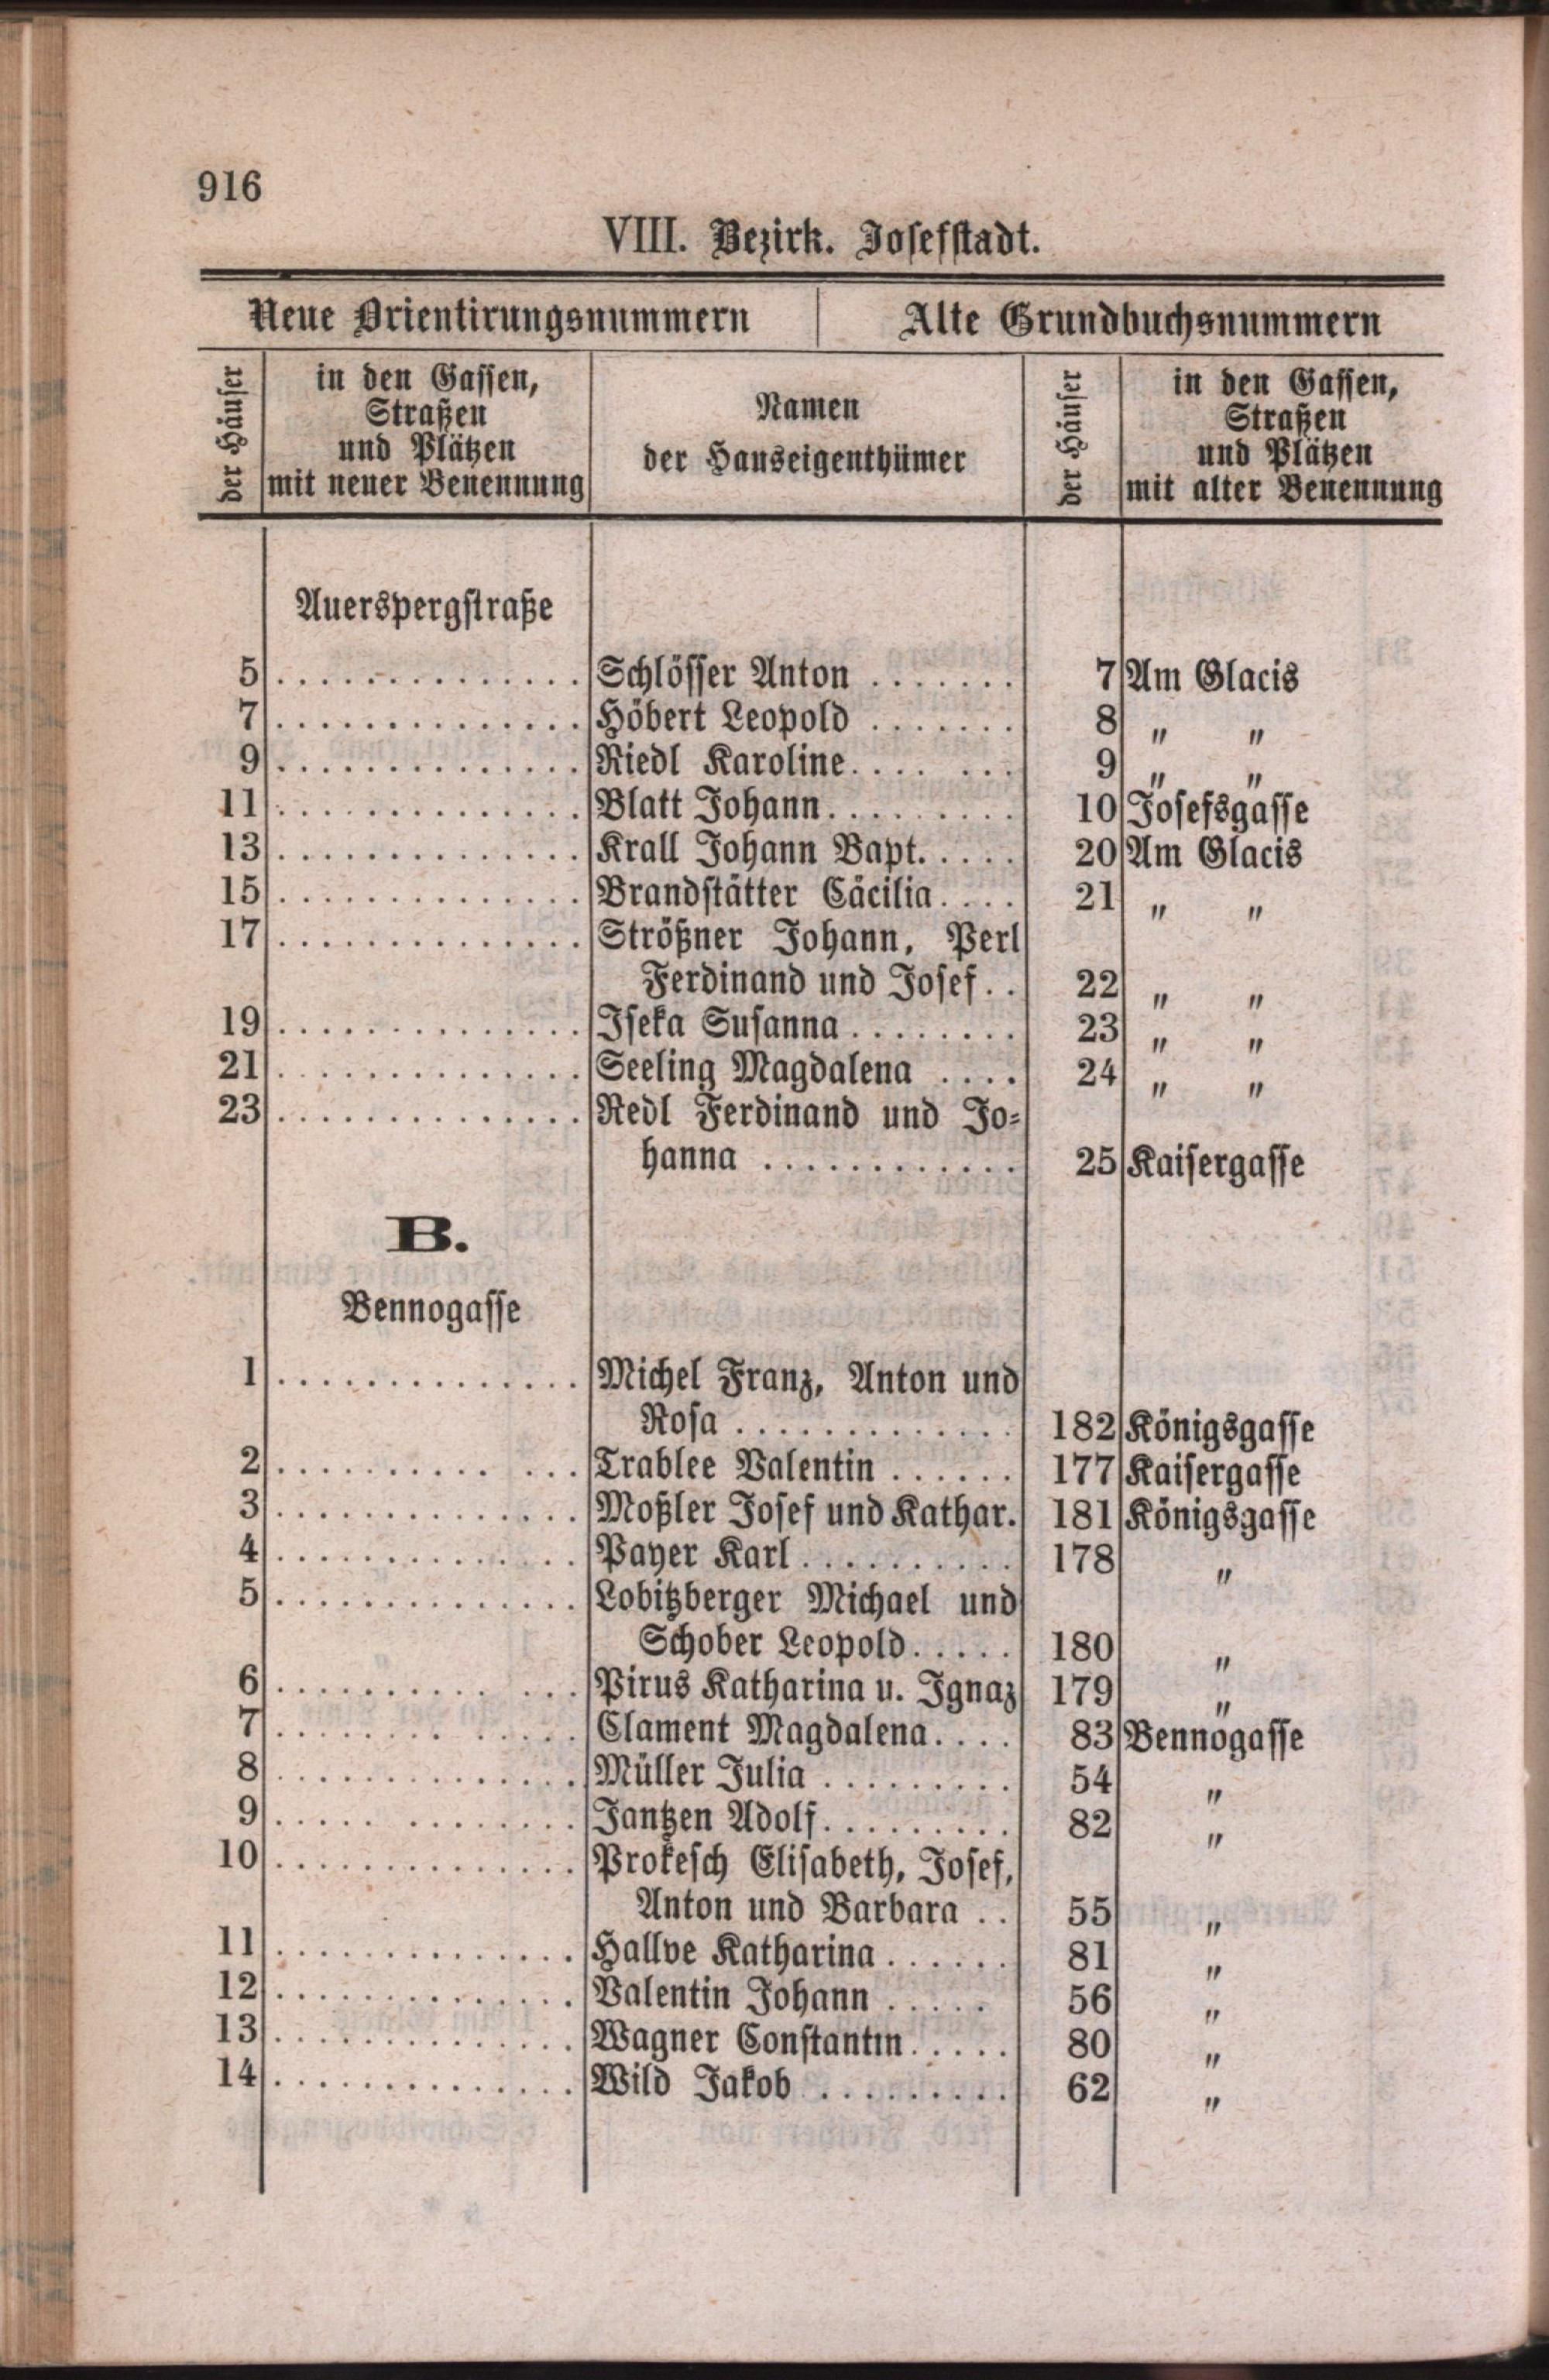 916
VIII. Bezirk. Josefstadt.
Neue Orientirungsnummern Alte Grundbuchsnummern
der Häuser
in den Gassen,
Straßen
und Plätzen
mit neuer Benennung
Namen
der Hauseigenthümer
der Häuser
in den Gassen,
Straßen
und Plätzen
mit alter Benennung
Auerspergstraße
5 .............. Schlösser Anton ....... 7 Am Glacis
7 .............. Höbert Leopold ....... 8 " "
9 .............. Riedl Karoline.... ... 9 " "
11 .............. Blatt Johann......... 10 Josefsgasse
13 .............. Krall Johann Bapt..... 20 Am Glacis
15 .............. Brandstätter Cäcilia.... 21 " "
17 .............. Strößner Johann, Perl
Ferdinand und Josef.. 22 " "
19 .............. Iseka Susanna........ 23 " "
21 .............. Seeling Magdalena .... 24 " "
23 .............. Redl Ferdinand und Jo-
hanna ............ 25 Kaisergasse
B.
Bennogasse
1 .............. Michel Franz, Anton und
Rosa ............. 182 Königsgasse
2 .......... ... Trablee Valentin ...... 177 Kaisergasse
3 .............. Moßler Josef und Kathar. 181 Königsgasse
4 .............. Payer Karl.......... 178 "
5 .............. Lobitzberger Michael und
Schober Leopold..... 180 "
6 .......... ... Pirus Katharina u. Ignaz 179 "
7 ........ ..... Clament Magdalena.... 83 Bennogasse
8 .............. Müller Julia ......... 54 "
9 ..... ........ Jantzen Adolf......... 82 "
10 .............. Prokesch Elisabeth, Josef,
Anton und Barbara .. 55 "
11 .............. Hallve Katharina...... 81 "
12 .............. Valentin Johann ..... 56 "
13 .............. Wagner Constantin..... 80 "
14 .............. Wild Jakob ......... 62 "